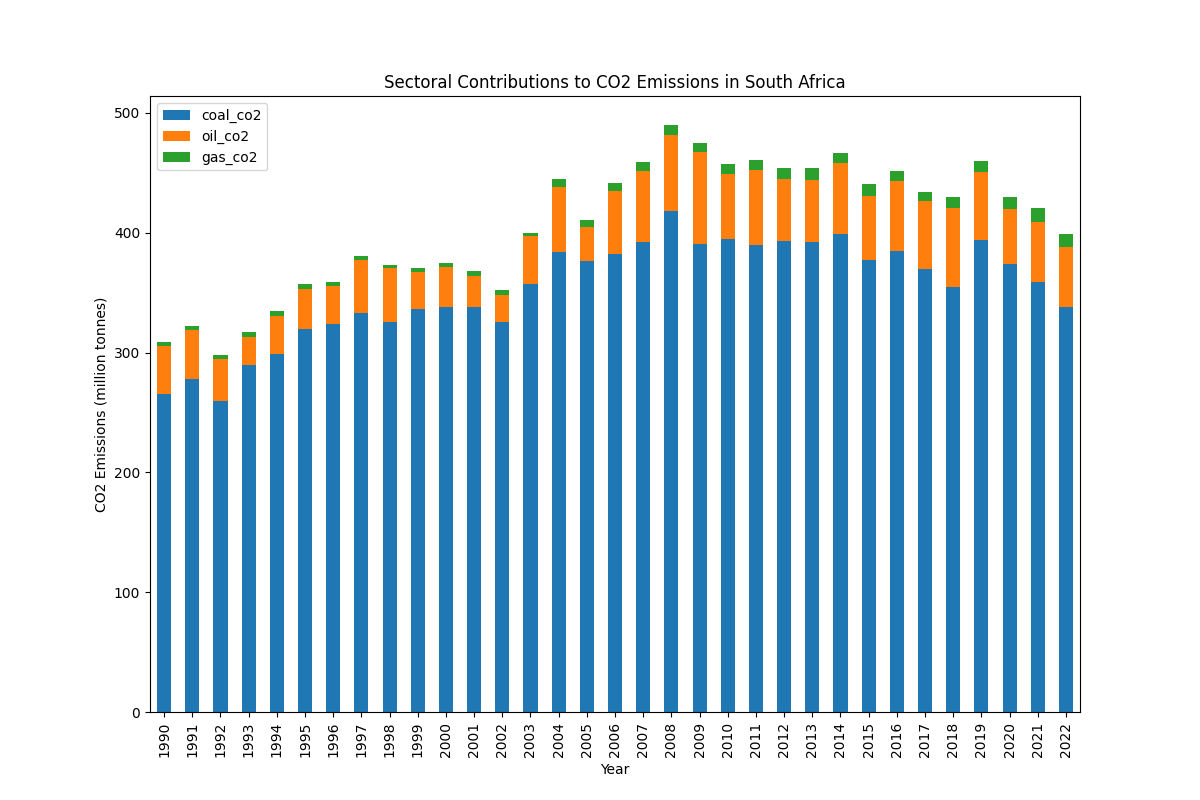 Sectoral Contributions to CO2 Emissions in South Africa
coal_co2
oil_co2
gas_co2
CO2 Emissions (million tonnes)
500
400
300
200
100
0
1990 1991 1992 1993 1994 1995 1996 1997 1998 1999 2000 2001 2002 2003 2004 2005 2006 2007 2008 2009 2010 2011 2012 2013 2014 2015 2016 2017 2018 2019 2020 2021 2022
Year